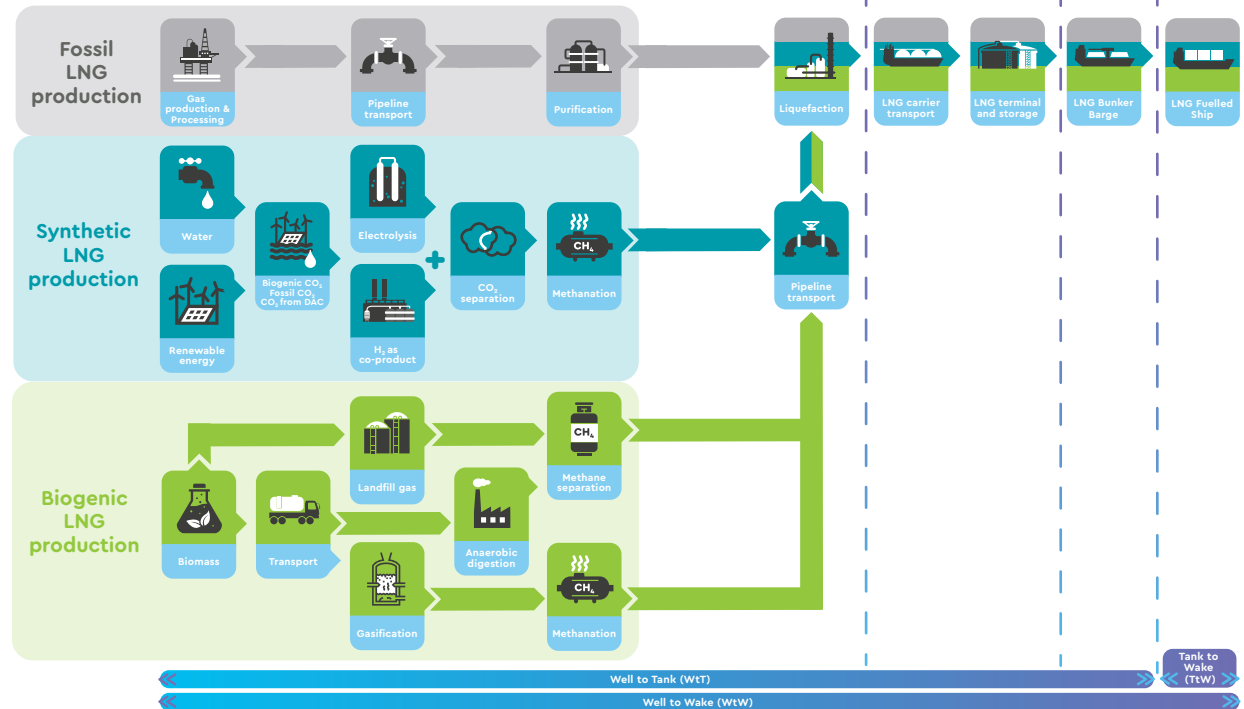 Fossil
LNG
production
Gas
production &
Processing
Pipeline
transport
Purification
Liquefaction
LNG carrier
transport
LNG terminal
and storage
LNG Bunker
Barge
LNG Fuelled
Ship
Synthetic
LNG
production
Water
Renewable
energy
Biogenic CO₂
Fossil CO₂
CO₂ from DAC
Electrolysis
H₂ as
co-product
+
CO₂
separation
CH₄
Methanation
Pipeline
transport
Biogenic
LNG
production
Biomass
Transport
Landfill gas
Gasification
Anaerobic
digestion
CH₄
Methane
separation
CH₄
Methanation
Well to Tank (WtT)
Tank to
Wake
(TtW)
Well to Wake (WtW)